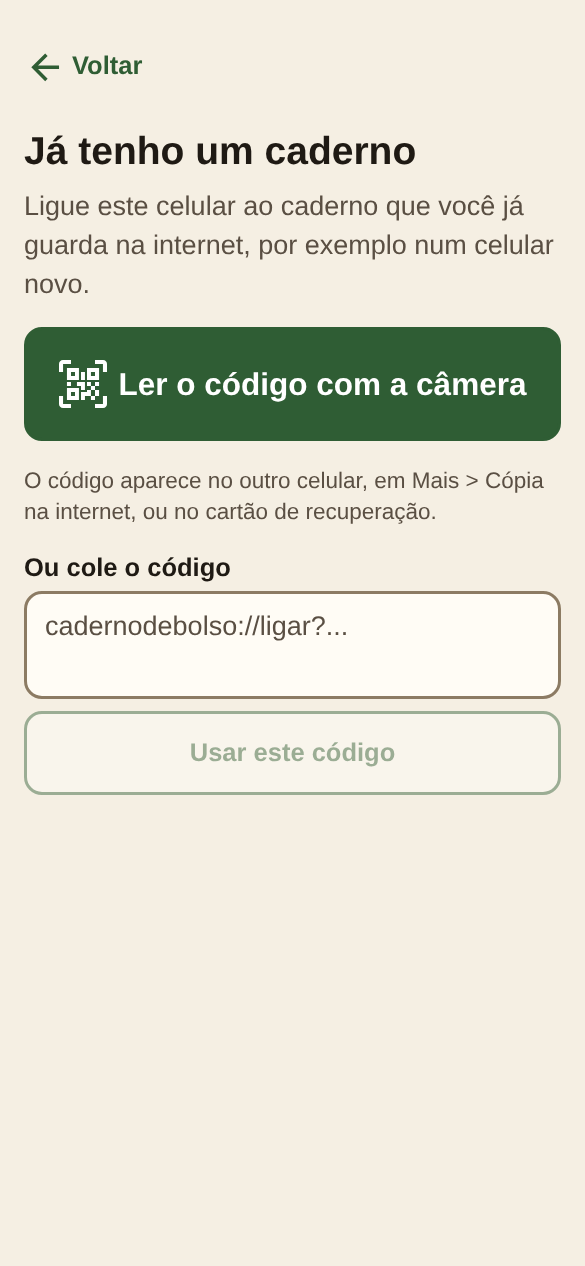 Voltar
Já tenho um caderno
Ligue este celular ao caderno que você já
guarda na internet, por exemplo num celular
novo.
Ler o código com a câmera
O código aparece no outro celular, em Mais > Cópia
na internet, ou no cartão de recuperação.
Ou cole o código
cadernodebolso://ligar?...
Usar este código